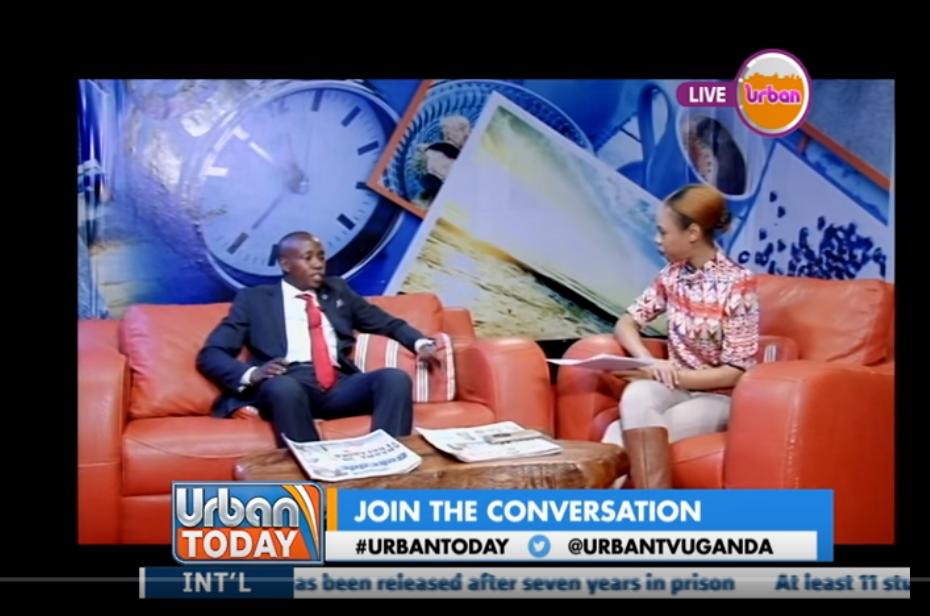 LIVE
urban
JOIN THE CONVERSATION
Urban
TODAY
#URBANTODAY
@URBANTVUGANDA
INT'L
as been released after seven years in prison
At least 11 stu